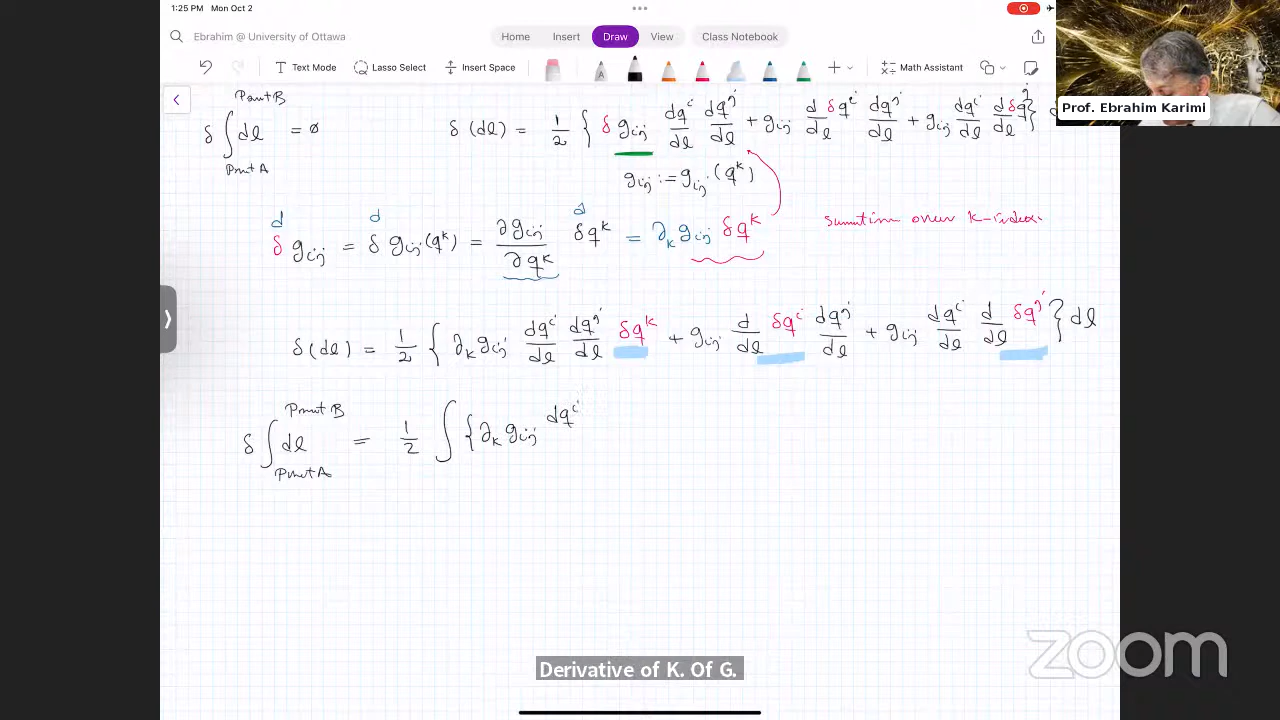 1:25 PM Mon Oct 2
Ebrahim @ University of Ottawa Home Insert Draw View Class Notebook
Text Mode Lasso Select Insert Space Math Assistant
Prof. Ebrahim Karimi
Point B
δ ∫ dl = ø
Point A
δ(dl) = 1/2 { δ g_ij dq^i/dl dq^j/dl + g_ij d/dl δq^i dq^j/dl + g_ij dq^i/dl d/dl δq^j }
g_ij := g_ij (q^k)
d d d
δ g_ij = δ g_ij (q^k) = ∂g_ij/∂q^k δq^k = ∂_k g_ij δq^k
sumation over k-index.
δ(dl) = 1/2 { ∂_k g_ij dq^i/dl dq^j/dl δq^k + g_ij d/dl δq^i dq^j/dl + g_ij dq^i/dl d/dl δq^j } dl
Point B
δ ∫ dl = 1/2 ∫ { ∂_k g_ij dq^i
Point A
Derivative of K. Of G.
zoom